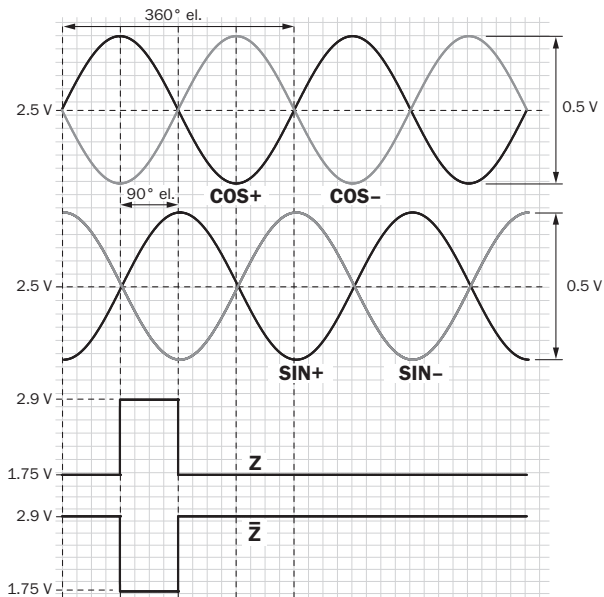 360° el.
2.5 V
0.5 V
COS+ COS−
90° el.
2.5 V
0.5 V
SIN+ SIN−
2.9 V
Z
1.75 V
2.9 V
Z̅
1.75 V